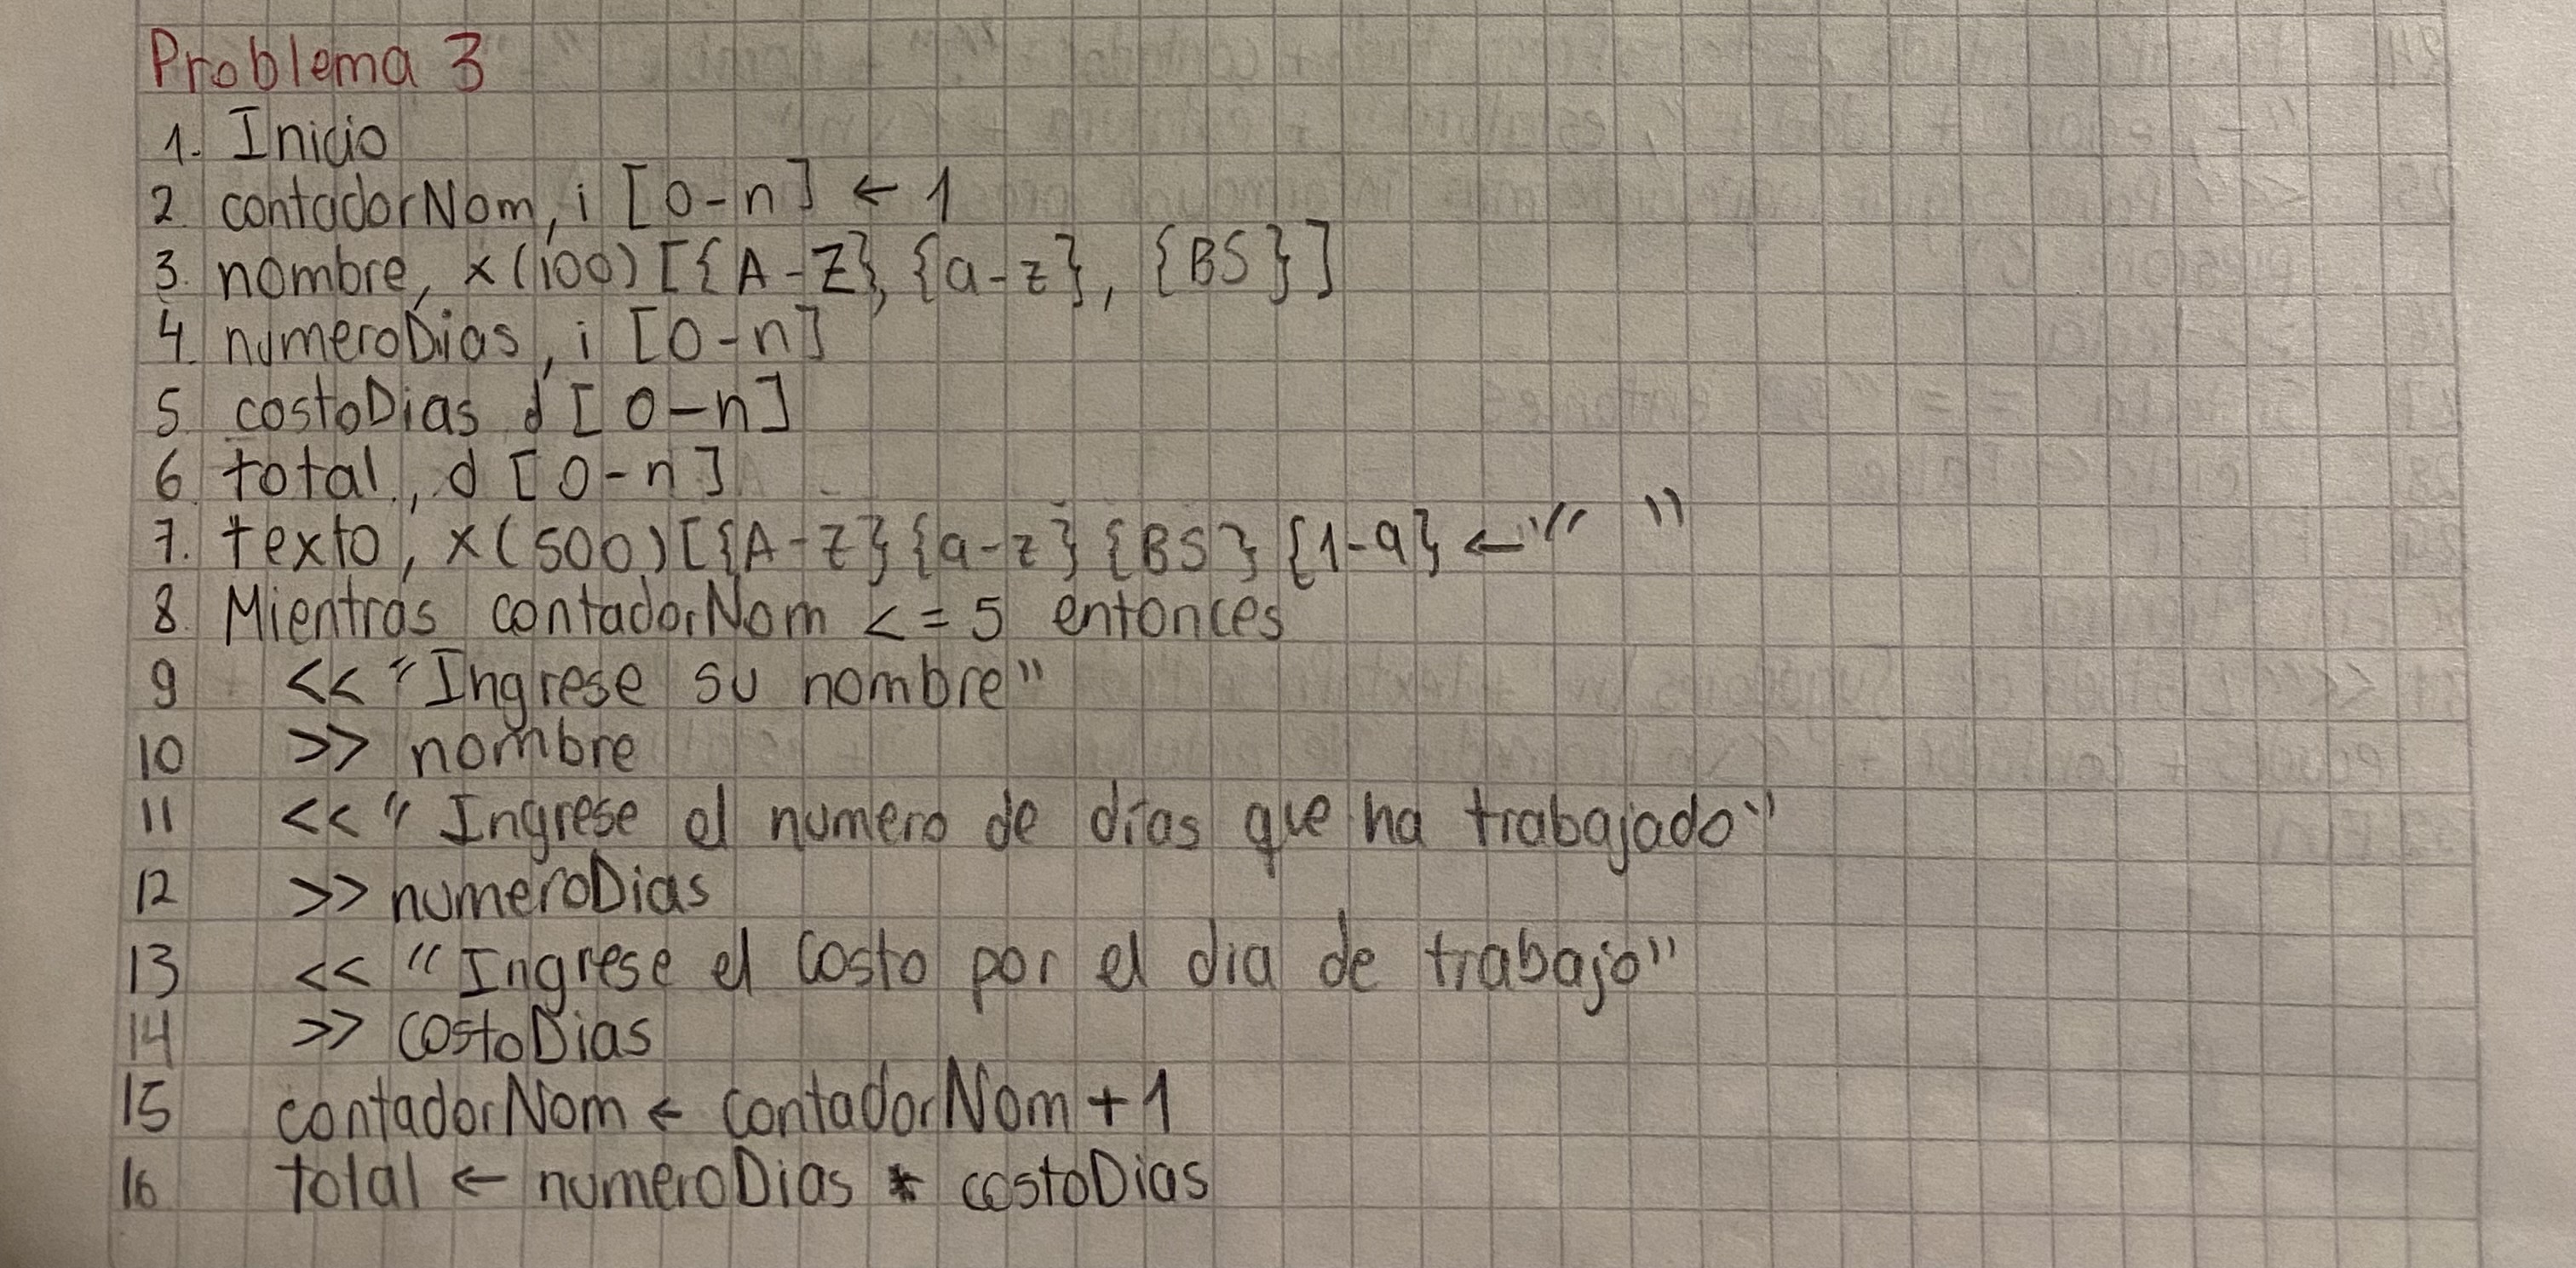 Problema 3
1. Inicio
2. contadorNom, i [0-n] ← 1
3. nombre, x(100)[{A-Z}, {a-z}, {BS}]
4. numeroDias, i [0-n]
5. costoDias d [0-n]
6. total., d [0-n]
7. texto, x(500)[{A-Z}{a-z}{BS}{1-9} ← " "
8. Mientras contadorNom <= 5 entonces
9 << "Ingrese su nombre"
10 >> nombre
11 << "Ingrese el numero de días que ha trabajado"
12 >> numeroDias
13 << "Ingrese el costo por el dia de trabajo"
14 >> costoDias
15 contadorNom ← contadorNom + 1
16 total ← numeroDias * costoDias